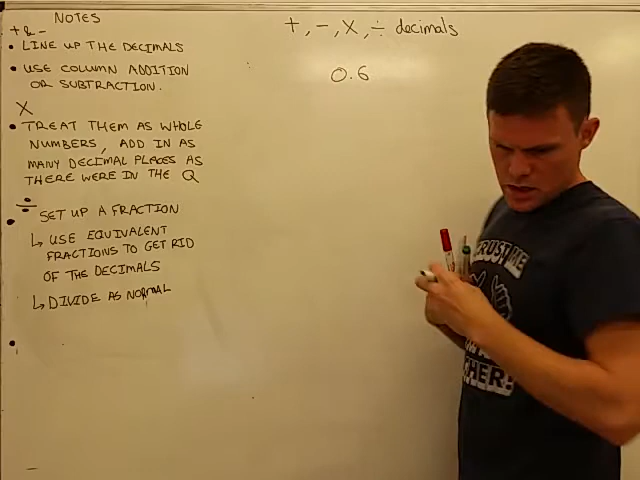 NOTES
+ & -
• LINE UP THE DECIMALS
• USE COLUMN ADDITION
OR SUBTRACTION.
X
• TREAT THEM AS WHOLE
NUMBERS, ADD IN AS
MANY DECIMAL PLACES AS
THERE WERE IN THE Q
÷
• SET UP A FRACTION
↳ USE EQUIVALENT
FRACTIONS TO GET RID
OF THE DECIMALS
↳ DIVIDE AS NORMAL
•
+, -, X, ÷ decimals
0.6
TRUST ME